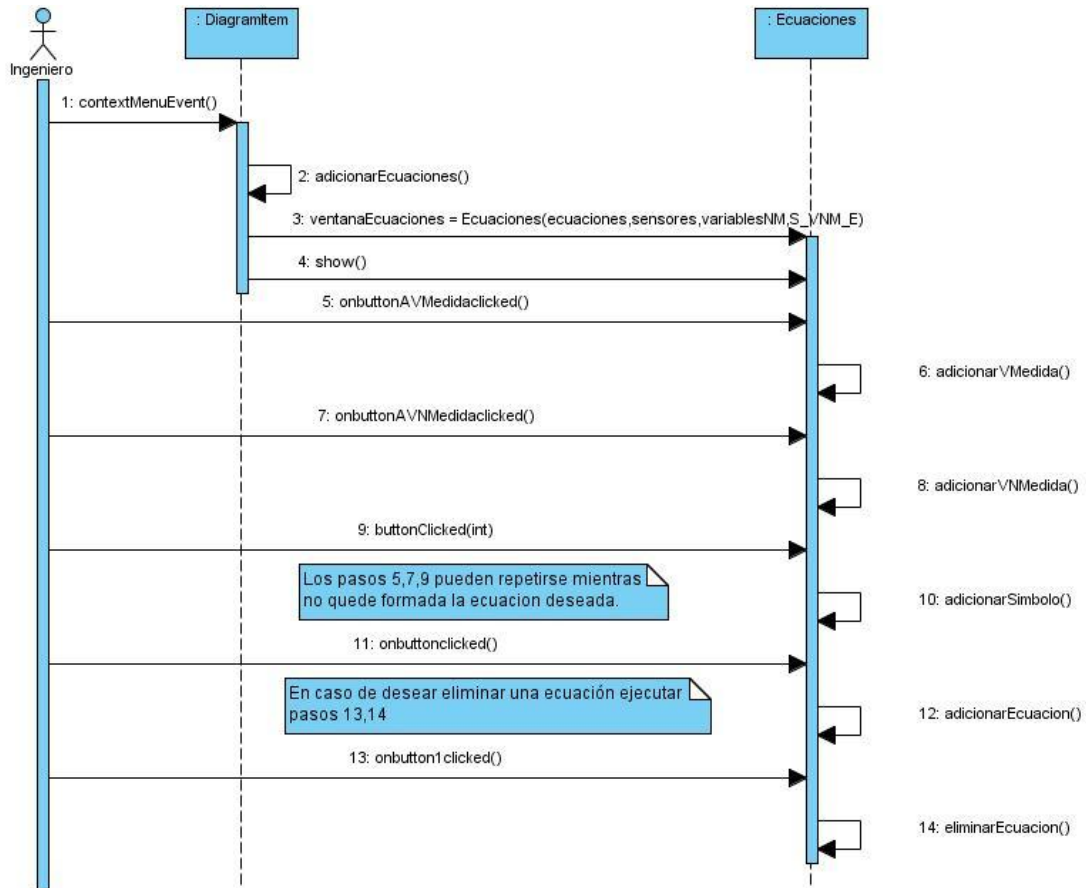 : DiagramItem
: Ecuaciones
Ingeniero
1: contextMenuEvent()
2: adicionarEcuaciones()
3: ventanaEcuaciones = Ecuaciones(ecuaciones,sensores,variablesNM,S_VNM_E)
4: show()
5: onbuttonAVMedidaclicked()
6: adicionarVMedida()
7: onbuttonAVNMedidaclicked()
8: adicionarVNMedida()
9: buttonClicked(int)
Los pasos 5,7,9 pueden repetirse mientras
no quede formada la ecuacion deseada.
10: adicionarSimbolo()
11: onbuttonclicked()
En caso de desear eliminar una ecuación ejecutar
pasos 13,14
12: adicionarEcuacion()
13: onbutton1clicked()
14: eliminarEcuacion()